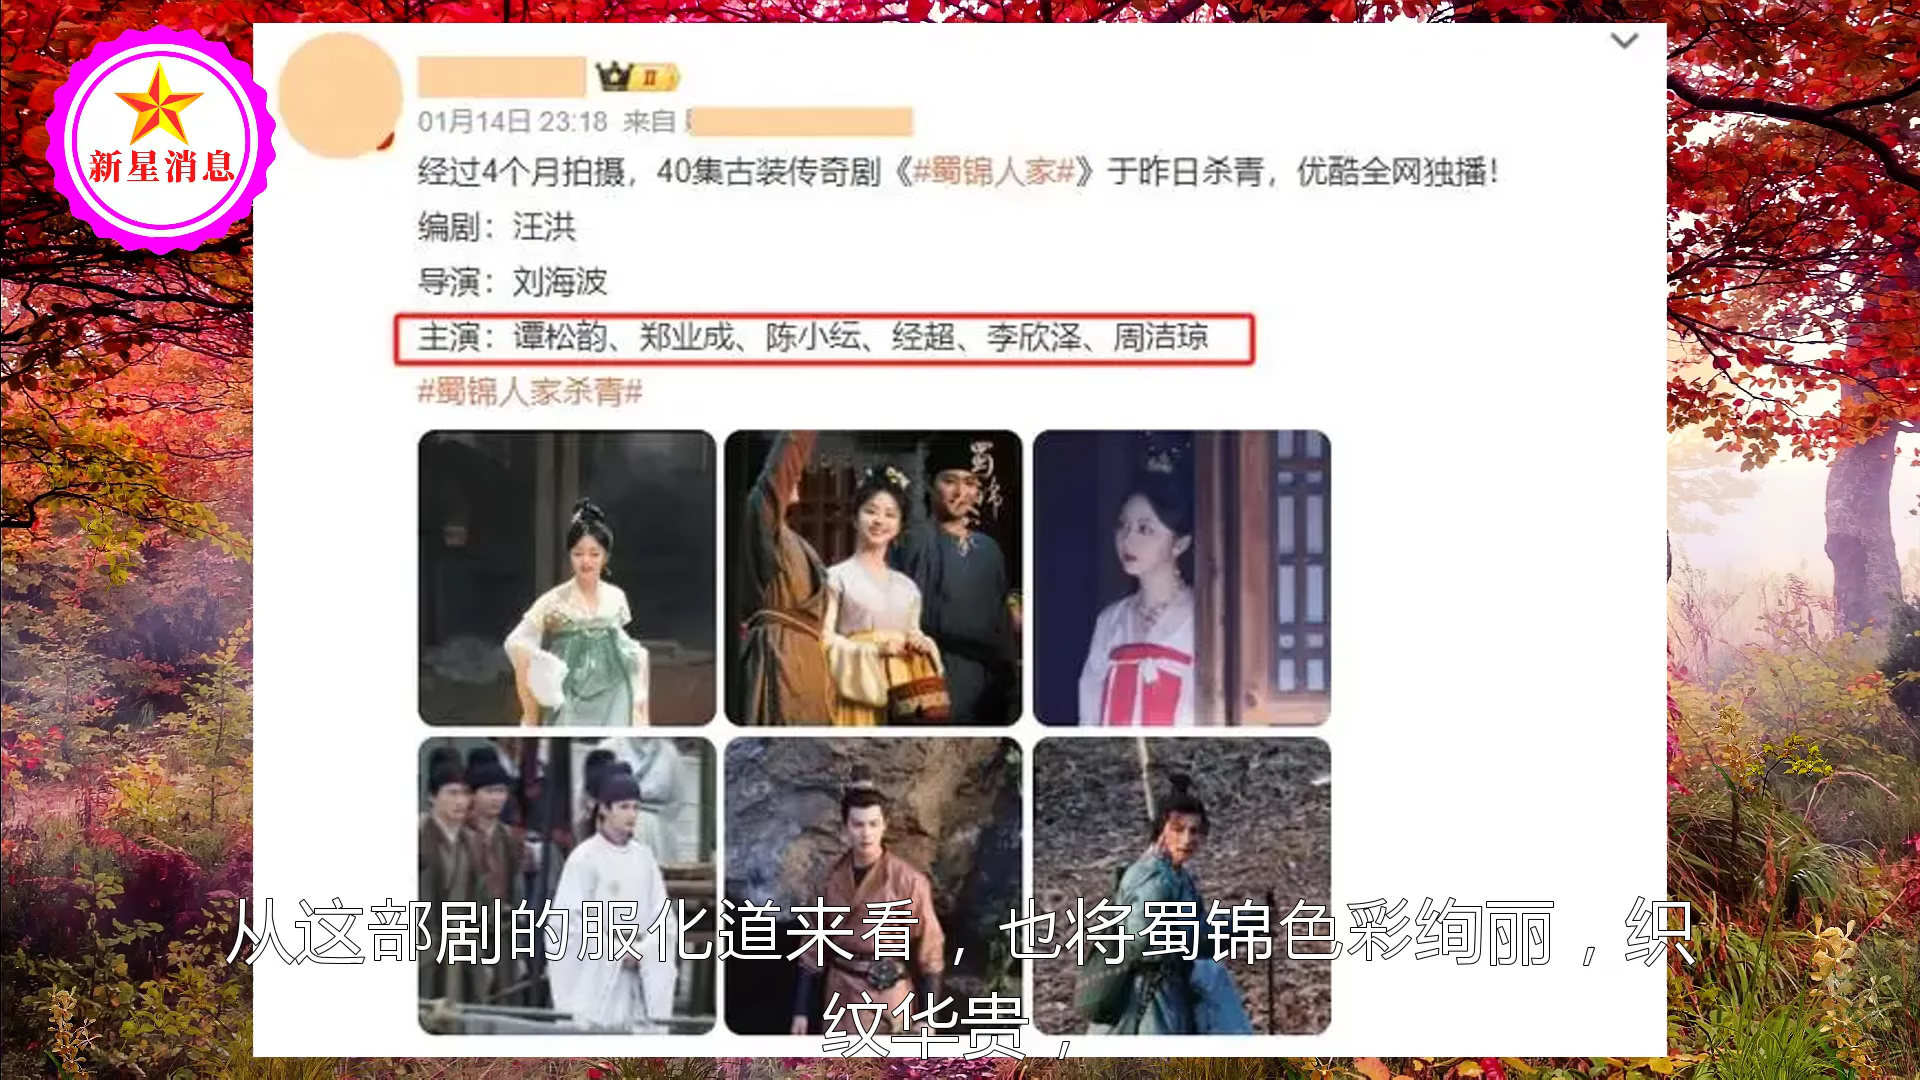 新星消息
II
01月14日 23:18 来自
经过4个月拍摄，40集古装传奇剧《#蜀锦人家#》于昨日杀青，优酷全网独播！
编剧：汪洪
导演：刘海波
主演：谭松韵、郑业成、陈小纭、经超、李欣泽、周洁琼
#蜀锦人家杀青#
蜀锦
从这部剧的服化道来看，也将蜀锦色彩绚丽，织
纹华贵，